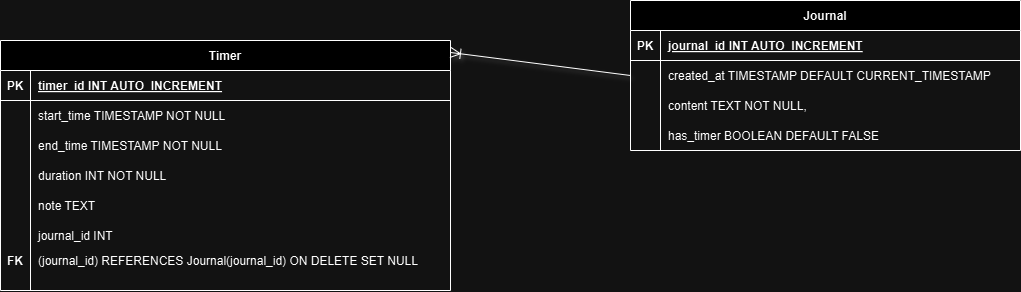 Journal
PK journal_id INT AUTO_INCREMENT
created_at TIMESTAMP DEFAULT CURRENT_TIMESTAMP
content TEXT NOT NULL,
has_timer BOOLEAN DEFAULT FALSE
Timer
PK timer_id INT AUTO_INCREMENT
start_time TIMESTAMP NOT NULL
end_time TIMESTAMP NOT NULL
duration INT NOT NULL
note TEXT
journal_id INT
FK (journal_id) REFERENCES Journal(journal_id) ON DELETE SET NULL